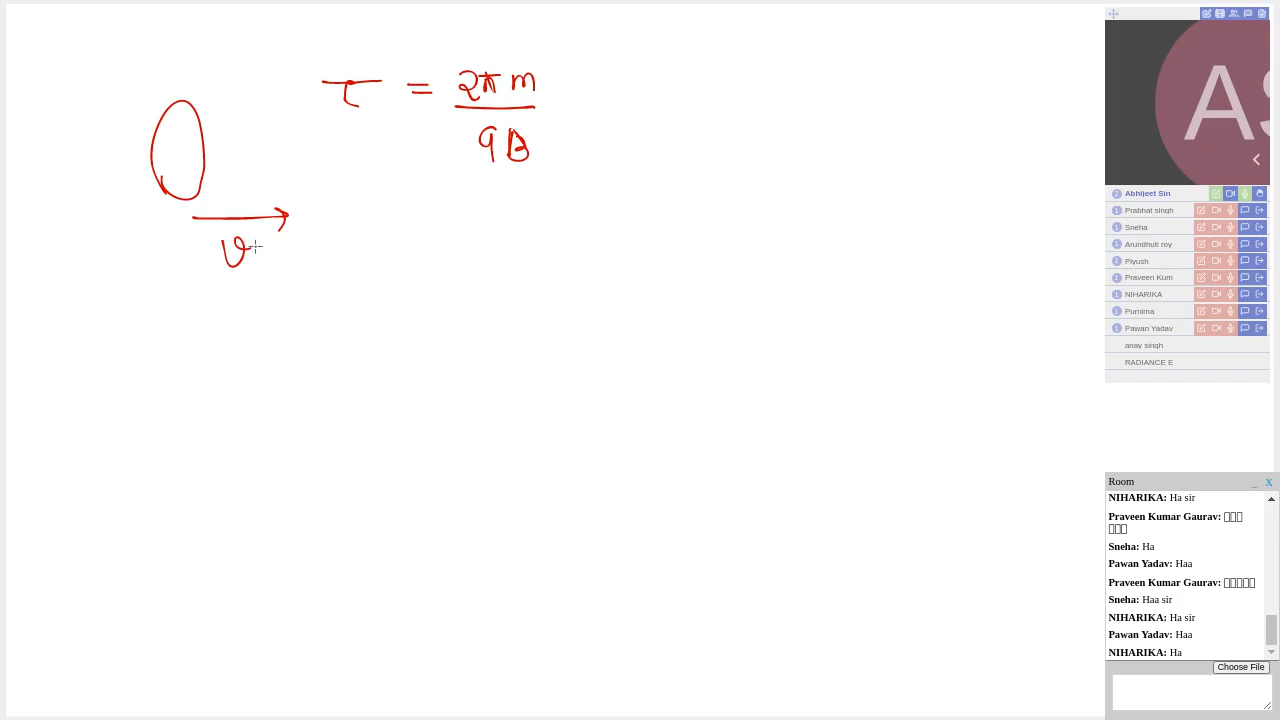 τ = 2πm
qB
v
AS
Abhijeet Sin
Prabhat singh
Sneha
Arundhuti roy
Piyush
Praveen Kum
NIHARIKA
Purnima
Pawan Yadav
anay singh
RADIANCE E
Room _ X
NIHARIKA: Ha sir
Praveen Kumar Gaurav: □□□
□□□
Sneha: Ha
Pawan Yadav: Haa
Praveen Kumar Gaurav: □□□□□
Sneha: Haa sir
NIHARIKA: Ha sir
Pawan Yadav: Haa
NIHARIKA: Ha
Choose File